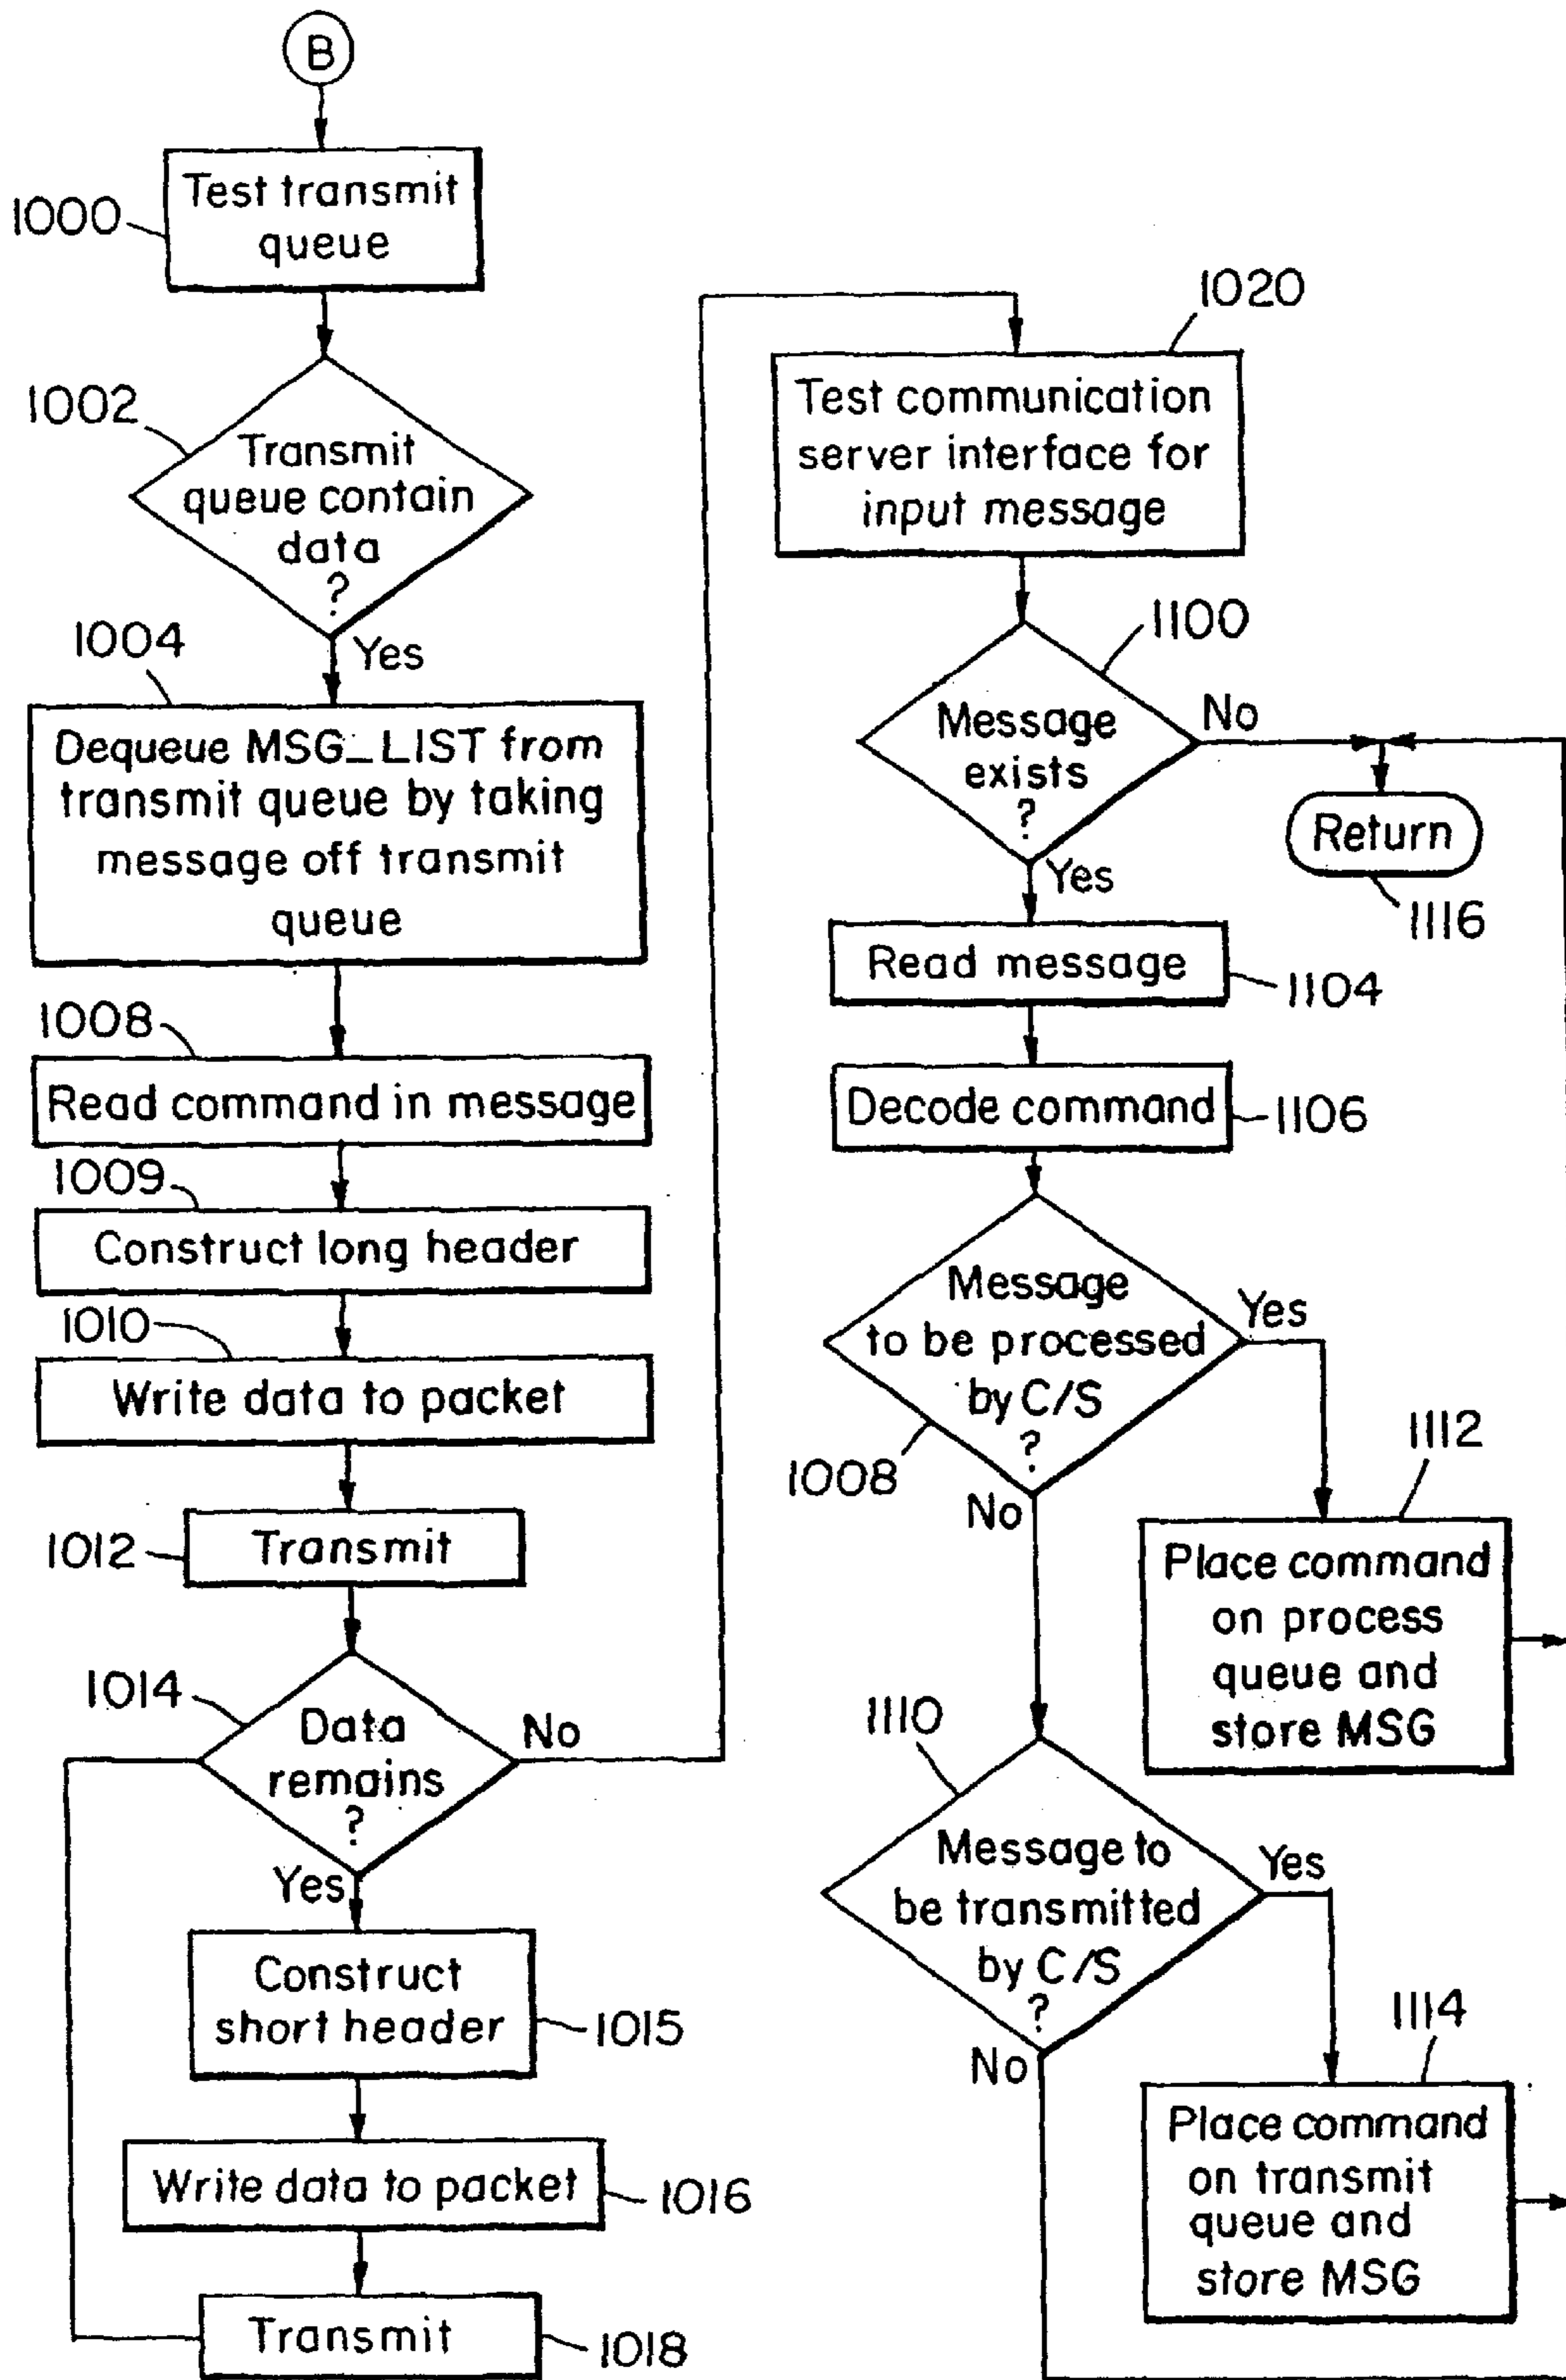 B
Test transmit
queue
1000
1002
Transmit
queue contain
data
?
Yes
1004
Dequeue MSG_LIST from
transmit queue by taking
message off transmit
queue
1008
Read command in message
1009
Construct long header
1010
Write data to packet
1012
Transmit
1014
Data
remains
?
No
Yes
Construct
short header
1015
Write data to packet
1016
Transmit
1018
1020
Test communication
server interface for
input message
1100
Message
exists
?
No
Return
1116
Yes
Read message
1104
Decode command
1106
Message
to be processed
by C/S
?
Yes
1008
No
1112
Place command
on process
queue and
store MSG
1110
Message to
be transmitted
by C/S
?
Yes
No
1114
Place command
on transmit
queue and
store MSG